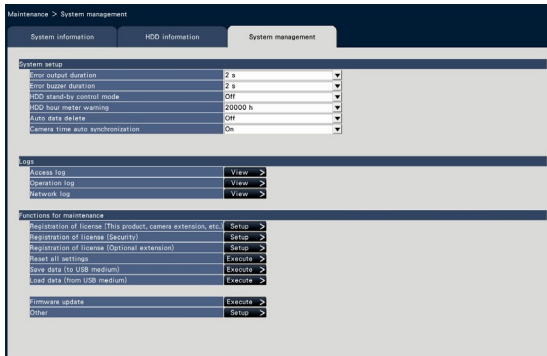 Maintenance > System management
System information HDD information System management
System setup
Error output duration 2 s
Error buzzer duration 2 s
HDD stand-by control mode Off
HDD hour meter warning 20000 h
Auto data delete Off
Camera time auto synchronization On
Logs
Access log View >
Operation log View >
Network log View >
Functions for maintenance
Registration of license (This product, camera extension, etc.) Setup >
Registration of license (Security) Setup >
Registration of license (Optional extension) Setup >
Reset all settings Execute >
Save data (to USB medium) Execute >
Load data (from USB medium) Execute >
Firmware update Execute >
Other Setup >